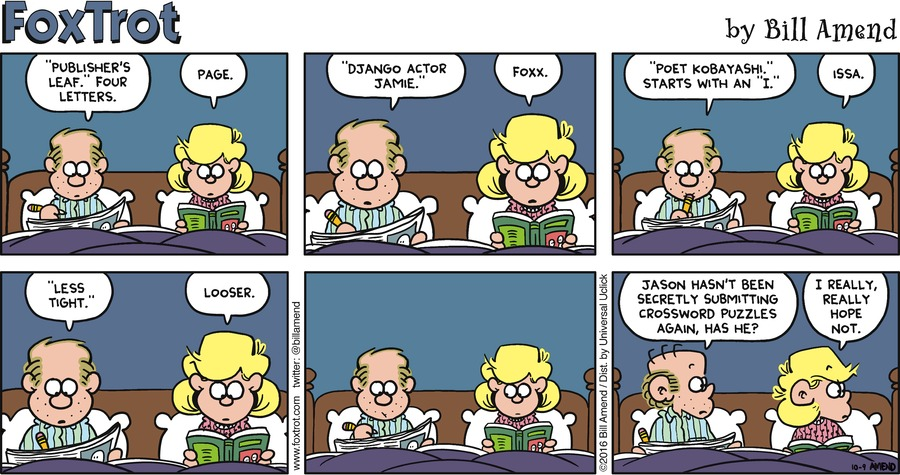 FoxTrot
by Bill Amend
"PUBLISHER'S
LEAF." FOUR
LETTERS.
PAGE.
"DJANGO ACTOR
JAMIE."
FOXX.
"POET KOBAYASHI."
STARTS WITH AN "I."
ISSA.
"LESS
TIGHT."
LOOSER.
www.foxtrot.com twitter: @billamend
©2016 Bill Amend / Dist. by Universal Uclick
JASON HASN'T BEEN
SECRETLY SUBMITTING
CROSSWORD PUZZLES
AGAIN, HAS HE?
I REALLY,
REALLY
HOPE
NOT.
10-9 AMEND